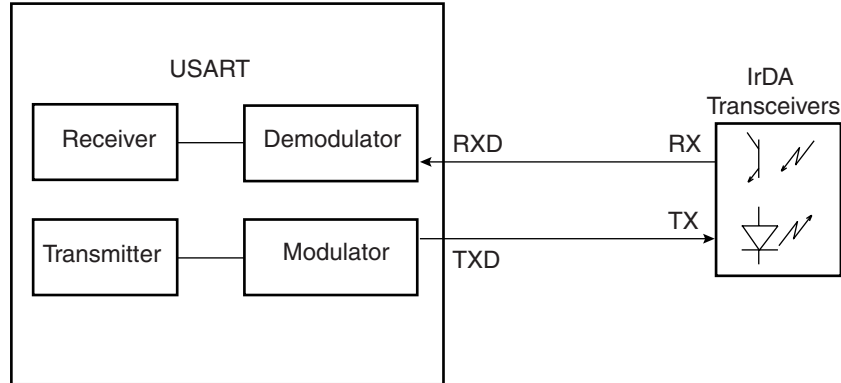 USART
IrDA
Transceivers
Receiver
Demodulator
RXD
RX
Transmitter
Modulator
TXD
TX